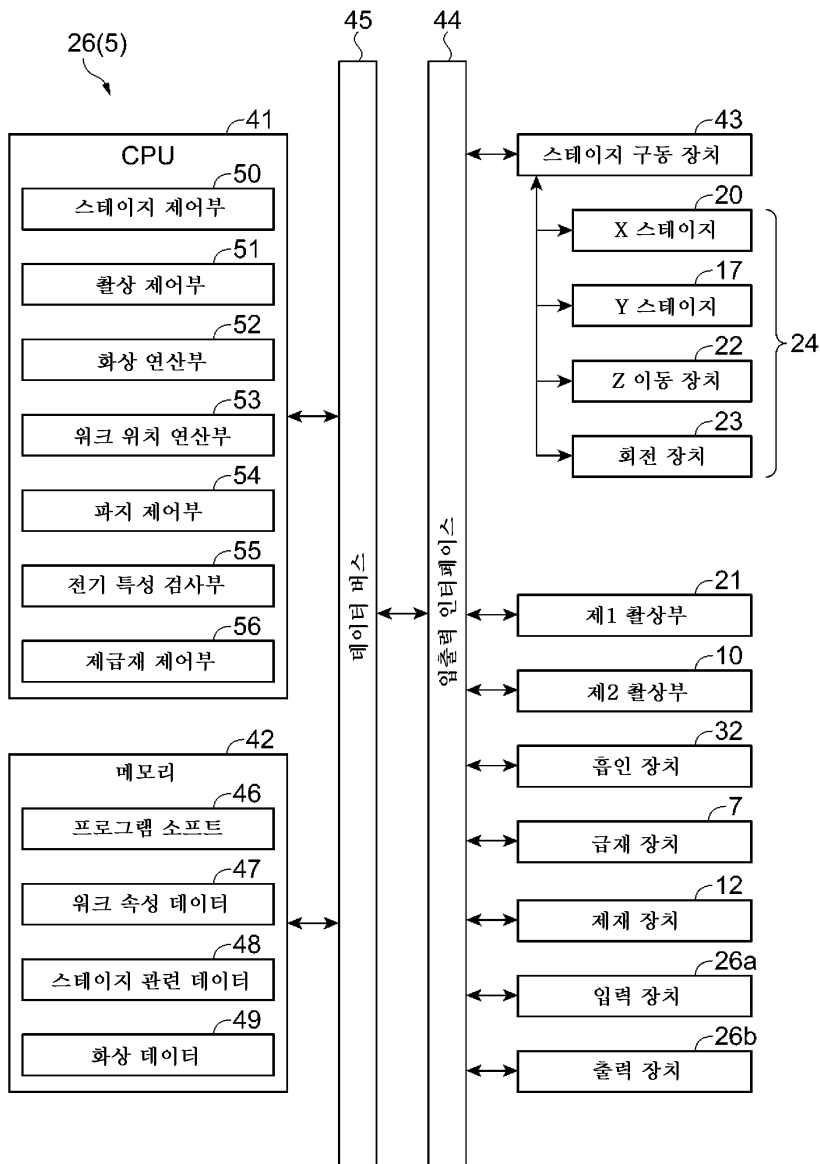 26(5)
45
44
41
CPU
50
스테이지 제어부
51
촬상 제어부
52
화상 연산부
53
워크 위치 연산부
54
파지 제어부
55
전기 특성 검사부
56
제급재 제어부
42
메모리
46
프로그램 소프트
47
워크 속성 데이터
48
스테이지 관련 데이터
49
화상 데이터
데이터 버스
입출력 인터페이스
43
스테이지 구동 장치
20
X 스테이지
17
Y 스테이지
22
Z 이동 장치
23
회전 장치
24
21
제1 촬상부
10
제2 촬상부
32
흡인 장치
7
급재 장치
12
제재 장치
26a
입력 장치
26b
출력 장치